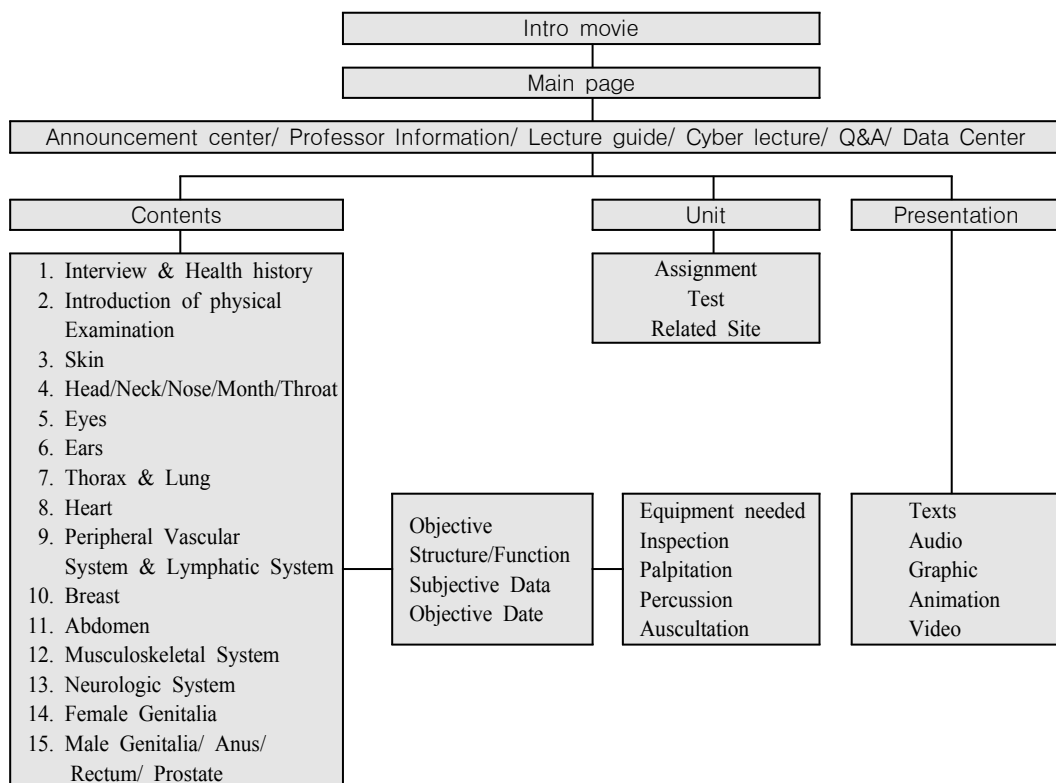 Intro movie
Main page
Announcement center/ Professor Information/ Lecture guide/ Cyber lecture/ Q&A/ Data Center
Contents
Unit
Presentation
1. Interview & Health history
2. Introduction of physical
Examination
3. Skin
4. Head/Neck/Nose/Month/Throat
5. Eyes
6. Ears
7. Thorax & Lung
8. Heart
9. Peripheral Vascular
System & Lymphatic System
10. Breast
11. Abdomen
12. Musculoskeletal System
13. Neurologic System
14. Female Genitalia
15. Male Genitalia/ Anus/
Rectum/ Prostate
Assignment
Test
Related Site
Objective
Structure/Function
Subjective Data
Objective Date
Equipment needed
Inspection
Palpitation
Percussion
Auscultation
Texts
Audio
Graphic
Animation
Video